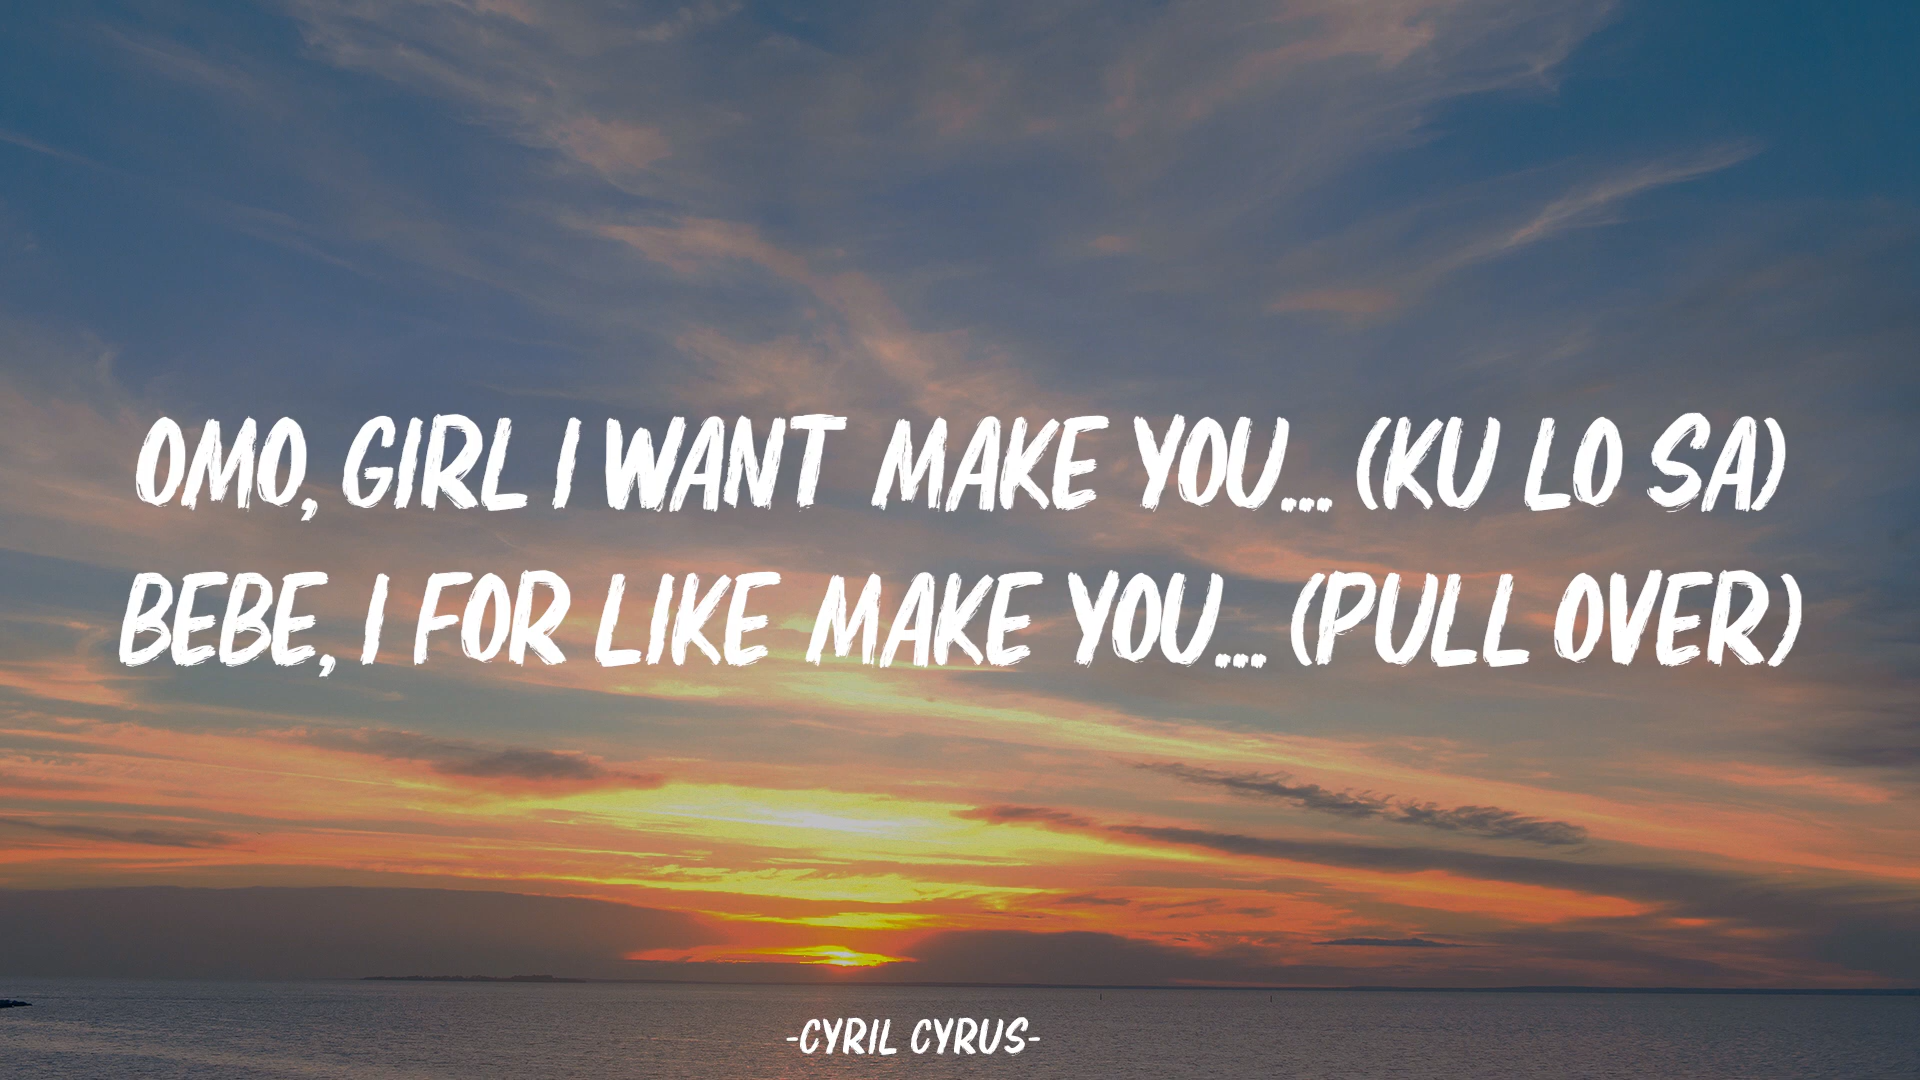 OMO, GIRL I WANT MAKE YOU... (KU LO SA)
BEBE, I FOR LIKE MAKE YOU... (PULL OVER)
-CYRIL CYRUS-